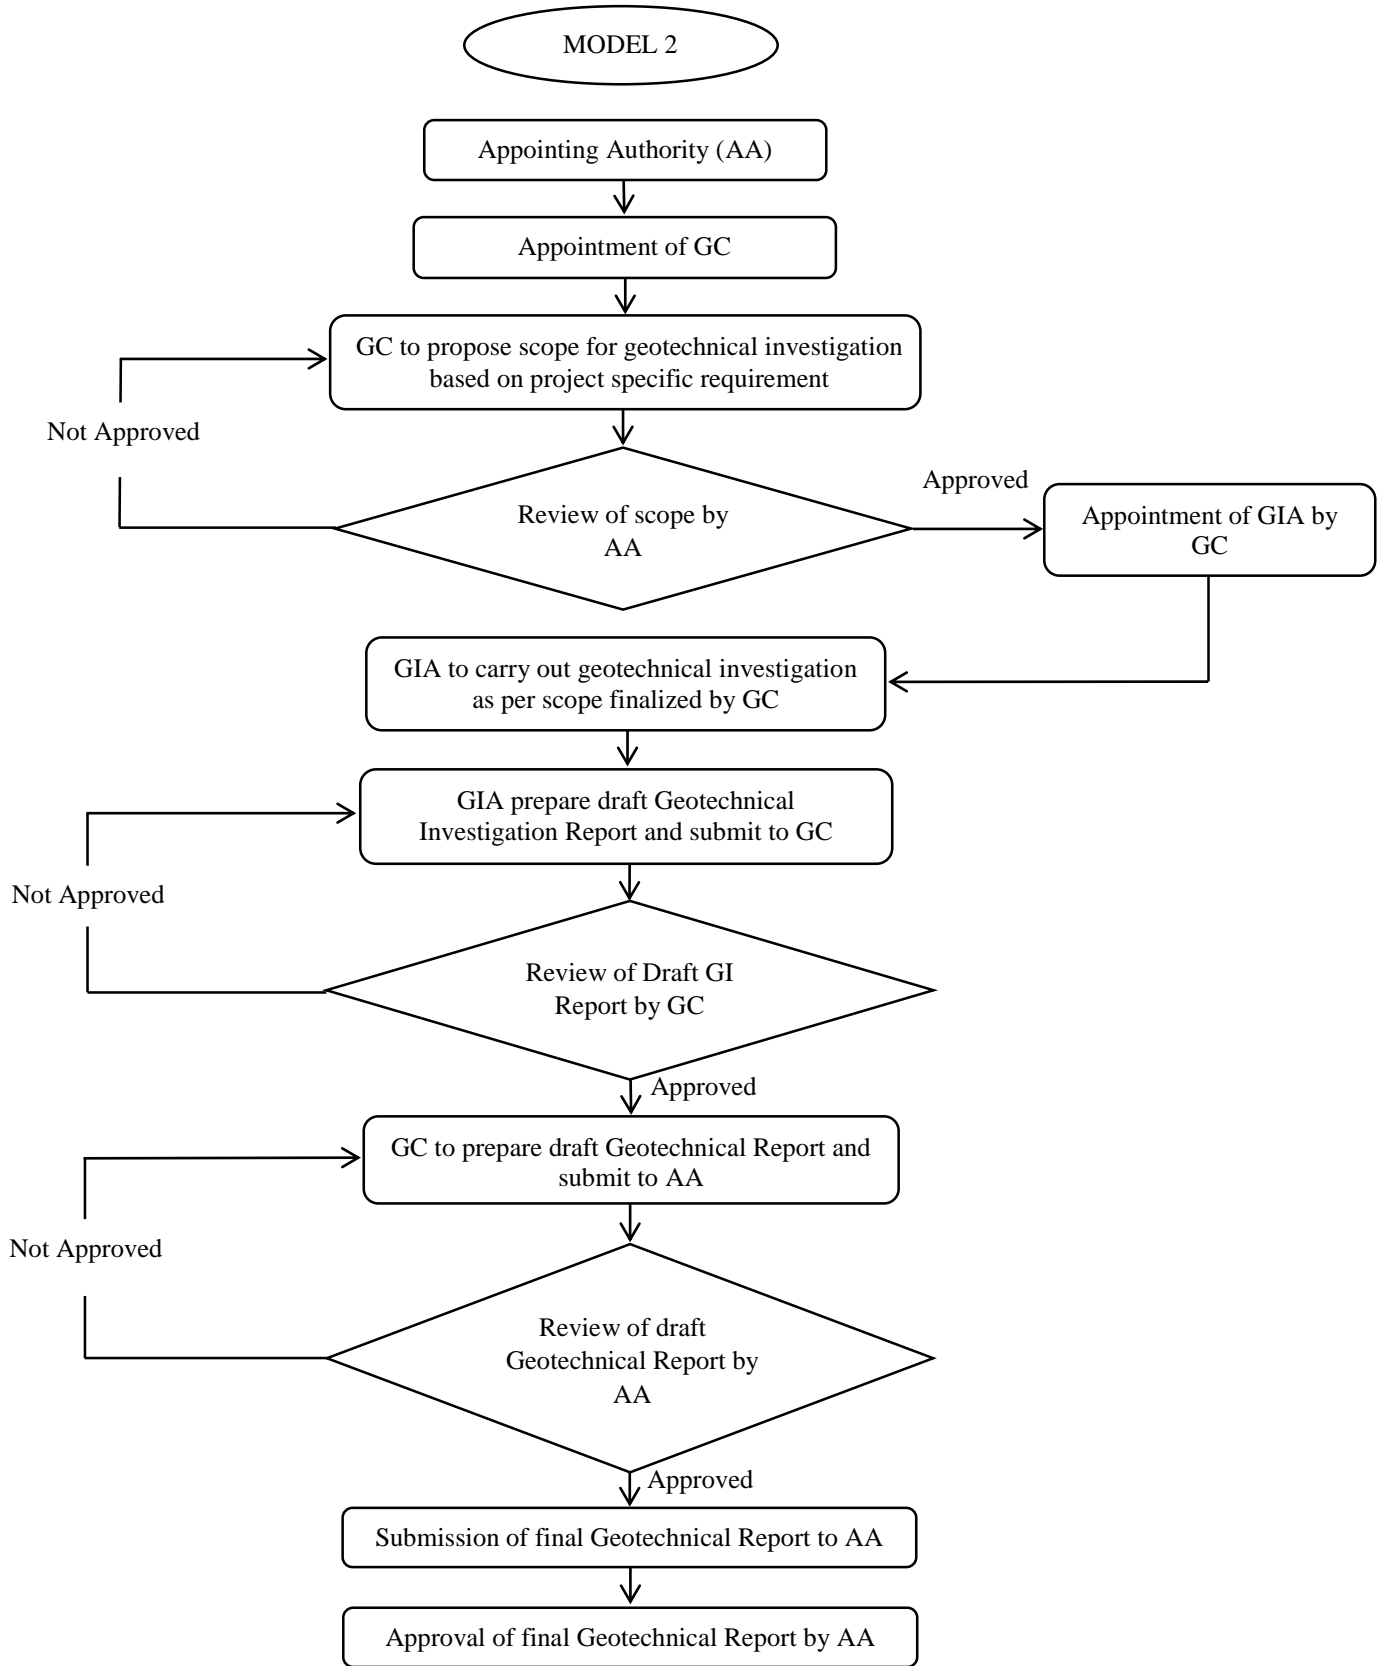 MODEL 2
Appointing Authority (AA)
Appointment of GC
GC to propose scope for geotechnical investigation
based on project specific requirement
Not Approved
Review of scope by
AA
Approved
Appointment of GIA by
GC
GIA to carry out geotechnical investigation
as per scope finalized by GC
GIA prepare draft Geotechnical
Investigation Report and submit to GC
Not Approved
Review of Draft GI
Report by GC
Approved
GC to prepare draft Geotechnical Report and
submit to AA
Not Approved
Review of draft
Geotechnical Report by
AA
Approved
Submission of final Geotechnical Report to AA
Approval of final Geotechnical Report by AA